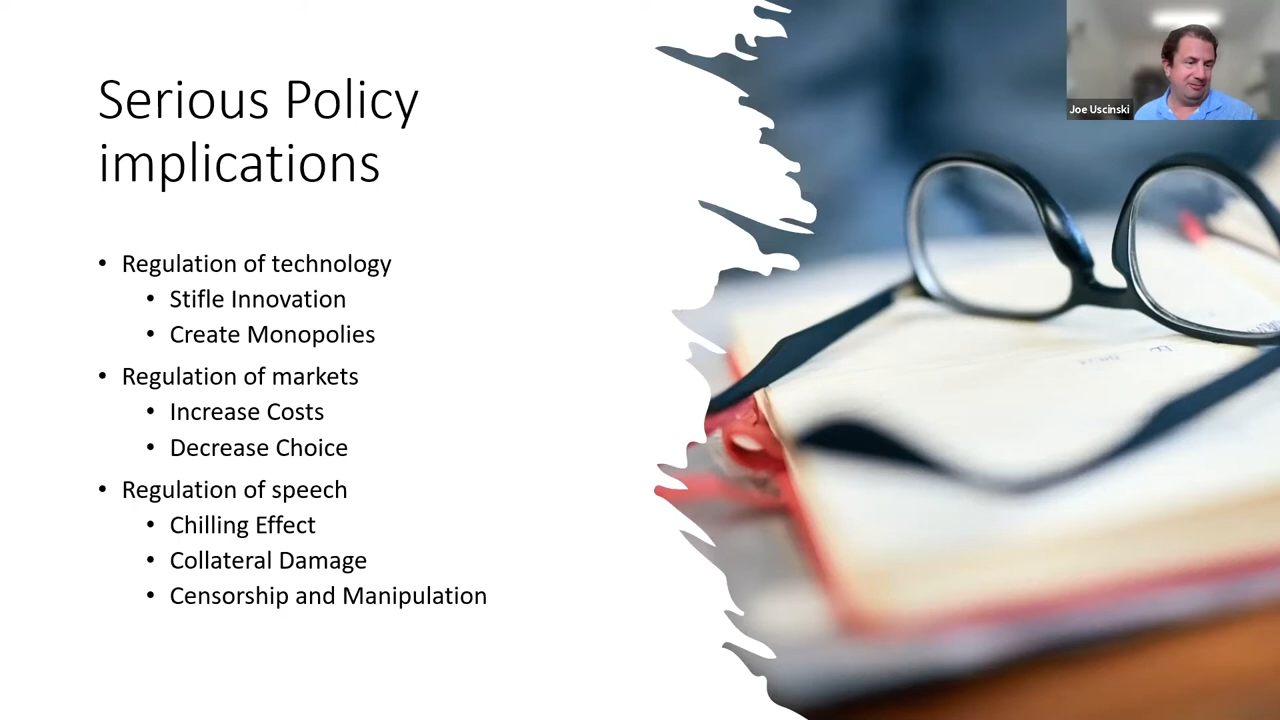 Serious Policy
implications
• Regulation of technology
• Stifle Innovation
• Create Monopolies
• Regulation of markets
• Increase Costs
• Decrease Choice
• Regulation of speech
• Chilling Effect
• Collateral Damage
• Censorship and Manipulation
Joe Uscinski